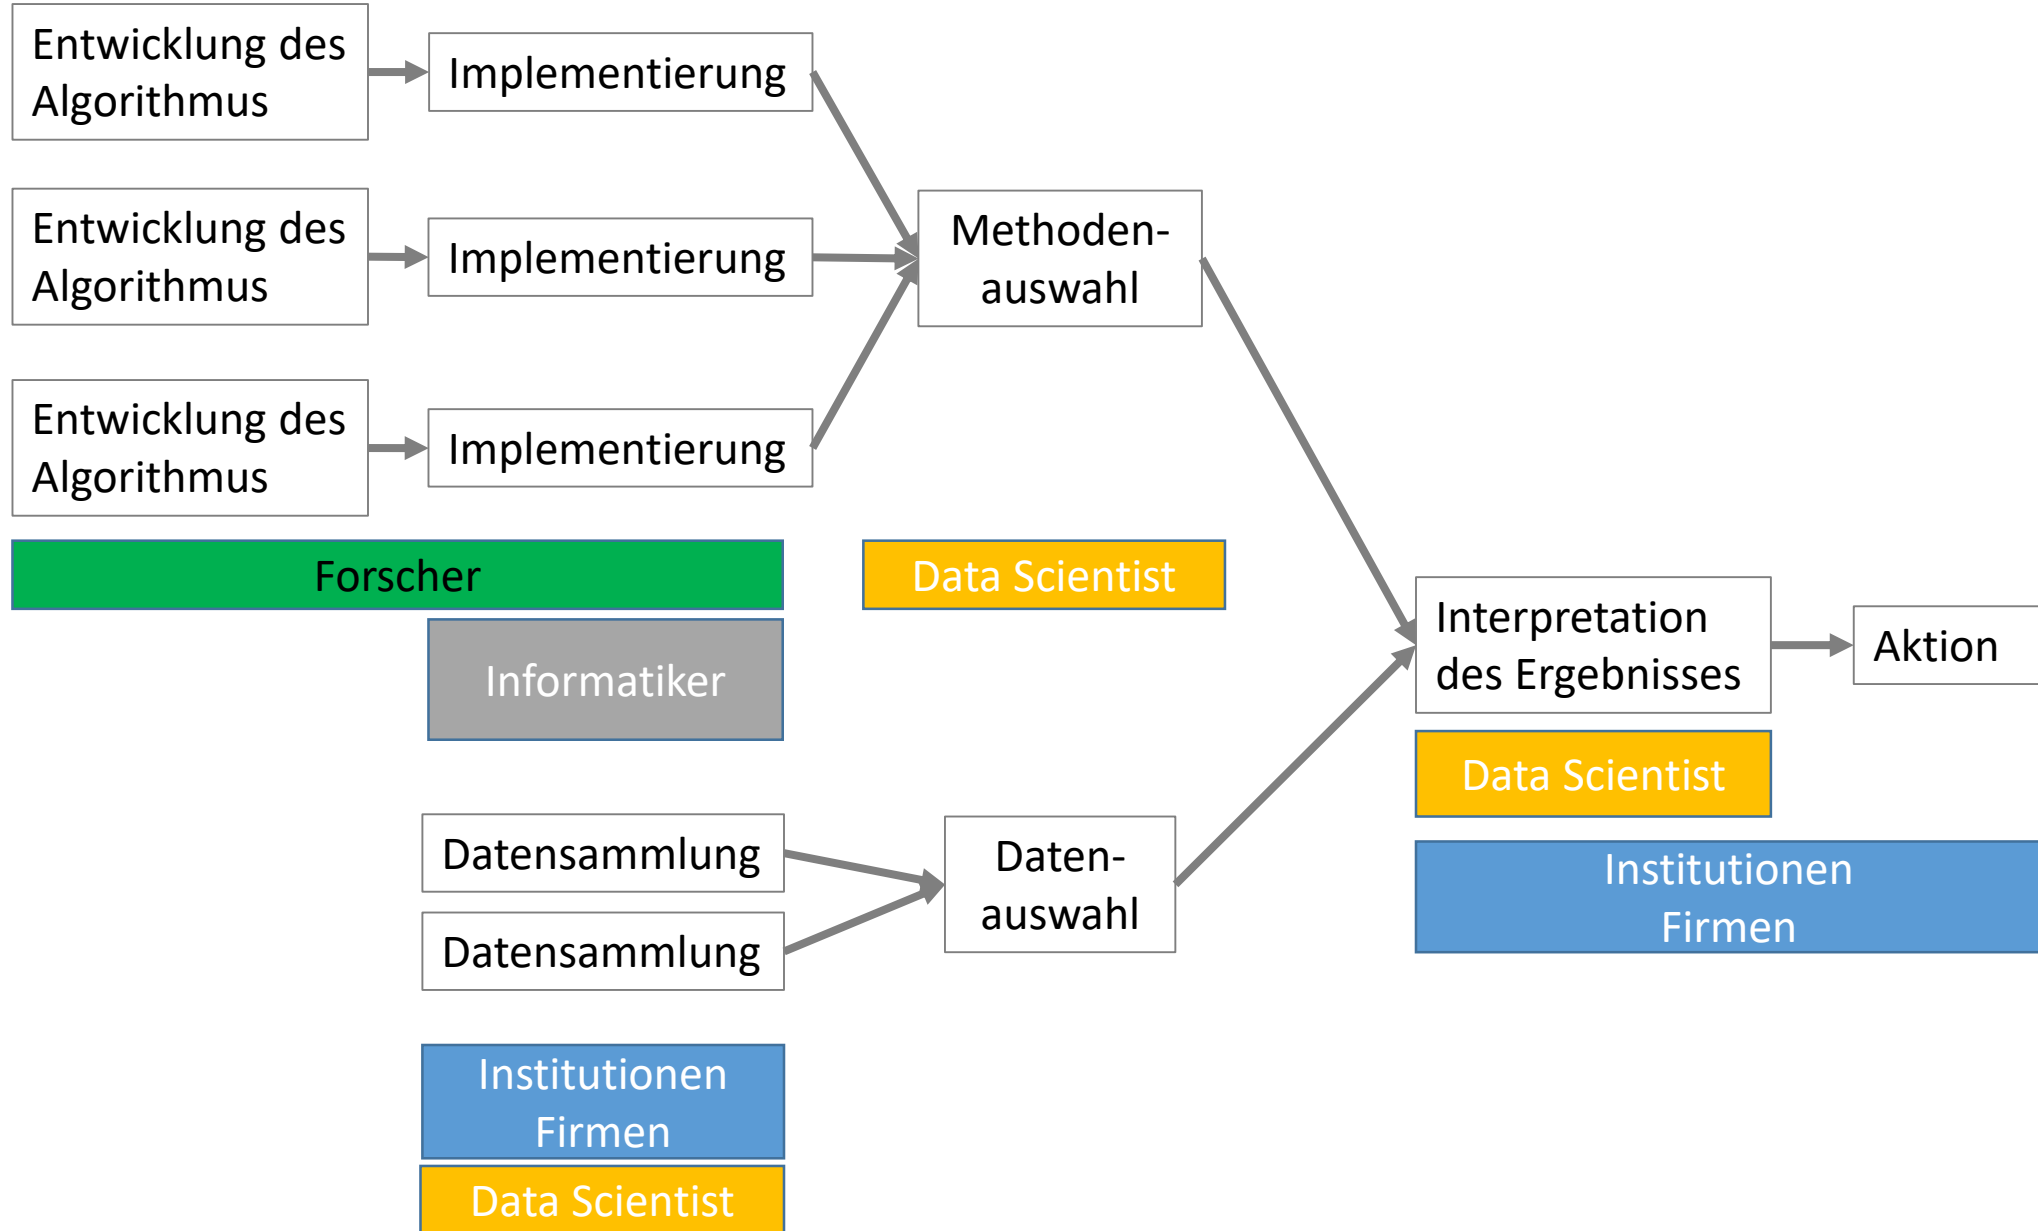 Entwicklung des
Algorithmus
Implementierung
Entwicklung des
Algorithmus
Implementierung
Methoden-
auswahl
Entwicklung des
Algorithmus
Implementierung
Forscher
Data Scientist
Informatiker
Interpretation
des Ergebnisses
Aktion
Data Scientist
Datensammlung
Datensammlung
Daten-
auswahl
Institutionen
Firmen
Institutionen
Firmen
Data Scientist